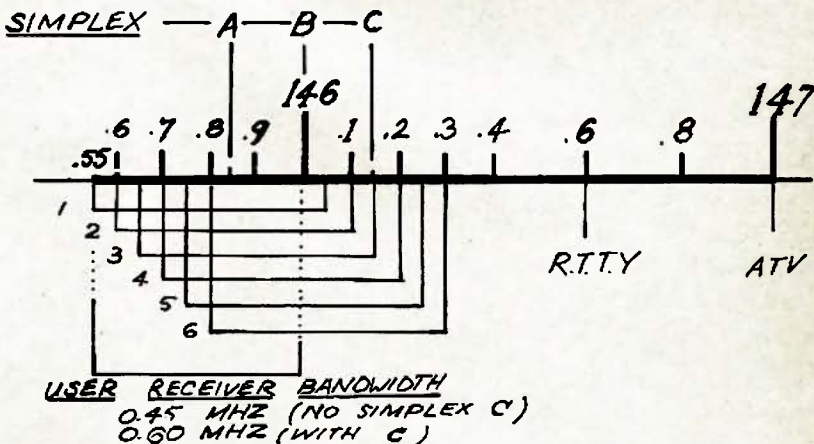 SIMPLEX — A — B — C
146 147
.55 .6 .7 .8 .9 .1 .2 .3 .4 .6 .8
1
2
3
4
5
6
R.T.T.Y ATV
USER RECEIVER BANDWIDTH
0.45 MHZ (NO SIMPLEX C)
0.60 MHZ (WITH C)